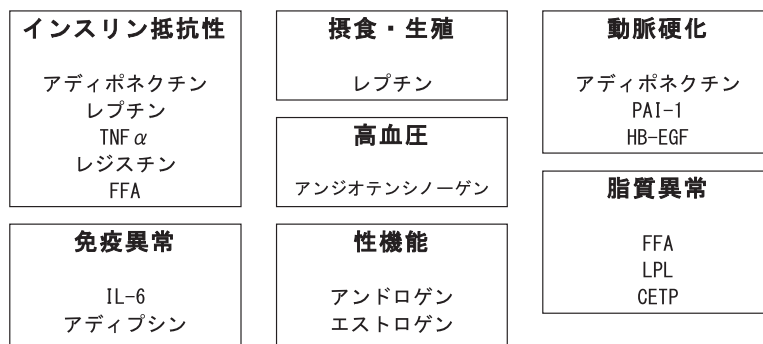 インスリン抵抗性
アディポネクチン
レプチン
TNFα
レジスチン
FFA
摂食・生殖
レプチン
動脈硬化
アディポネクチン
PAI-1
HB-EGF
高血圧
アンジオテンシノーゲン
脂質異常
FFA
LPL
CETP
免疫異常
IL-6
アディプシン
性機能
アンドロゲン
エストロゲン